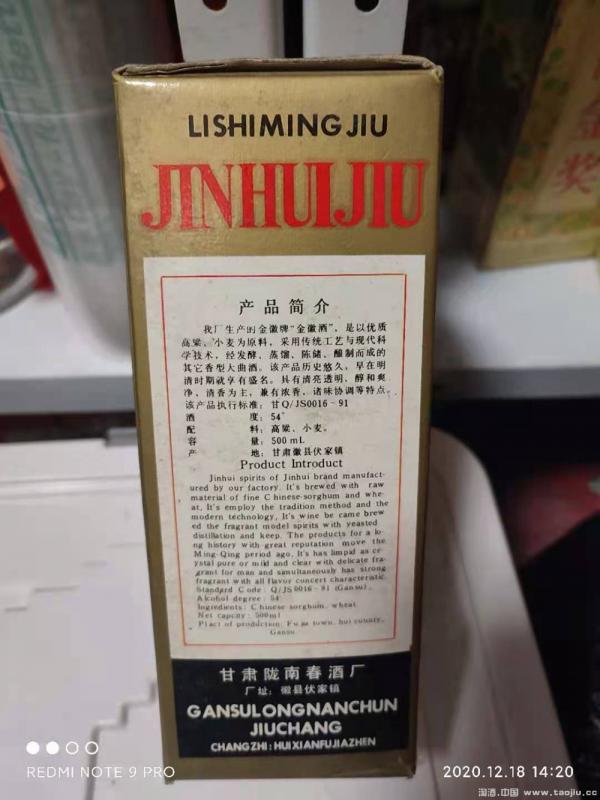 LISHIMINGJIU
JINHUIJIU
产品简介
我厂生产的金徽牌“金徽酒”，是以优质
高粱、小麦为原料，采用传统工艺与现代科
学技术，经发酵、蒸馏、陈储、酿制而成的
其它香型大曲酒。该产品历史悠久，早在明
清时期就享有盛名。具有清亮透明，醇和爽
净，清香为主，兼有浓香，诸味协调等特点。
该产品执行标准：甘Q/JS0016-91
酒 度：54°
配 料：高粱、小麦。
容 量：500mL
产 地：甘肃徽县伏家镇
Product Introduct
Jinhui spirits of Jinhui brand manufact-
ured by our factory. It's brewed with raw
material of fine Chinese-sorghum and whe-
at, It's employ the tradition method and the
modern technology, It's wine be came brew
ed the fragrant model spirits with yeasted
distillation and keep. The products for a lo-
ng history with great reputation move the
Ming-Qing period ago, It's has limpid as cr-
ystal pure or mild and clear with delicate fra-
grant for man and simultaneously has strong
fragrant with all flavor concert characteristic.
Standard Code: Q/JS 0016-91 (Gansu).
Alcohol degree: 54°
Ingredients: Chinese sorghum, wheat
Net capcity: 500ml
Plact of production: Fujia town, hui county,
Gansu
甘肃陇南春酒厂
厂址：徽县伏家镇
GANSULONGNANCHUN
JIUCHANG
CHANGZHI: HUIXIANFUJIAZHEN
REDMI NOTE 9 PRO
2020.12.18 14:20
淘酒.中国 www.taojiu.cc
金
奖